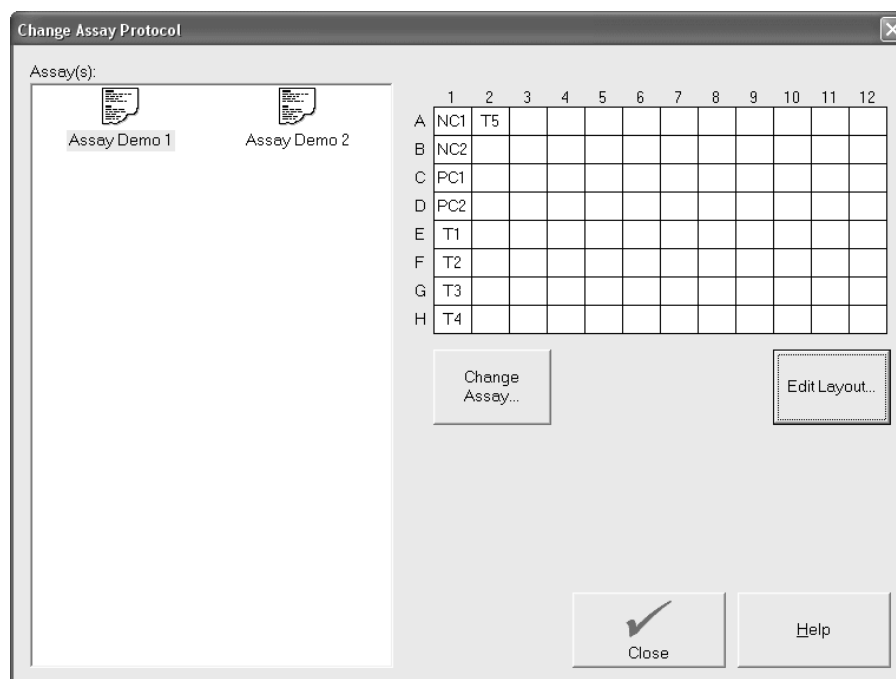 Change Assay Protocol
Assay(s):
Assay Demo 1 Assay Demo 2
1 2 3 4 5 6 7 8 9 10 11 12
A NC1 T5
B NC2
C PC1
D PC2
E T1
F T2
G T3
H T4
Change
Assay...
Edit Layout...
Close
Help